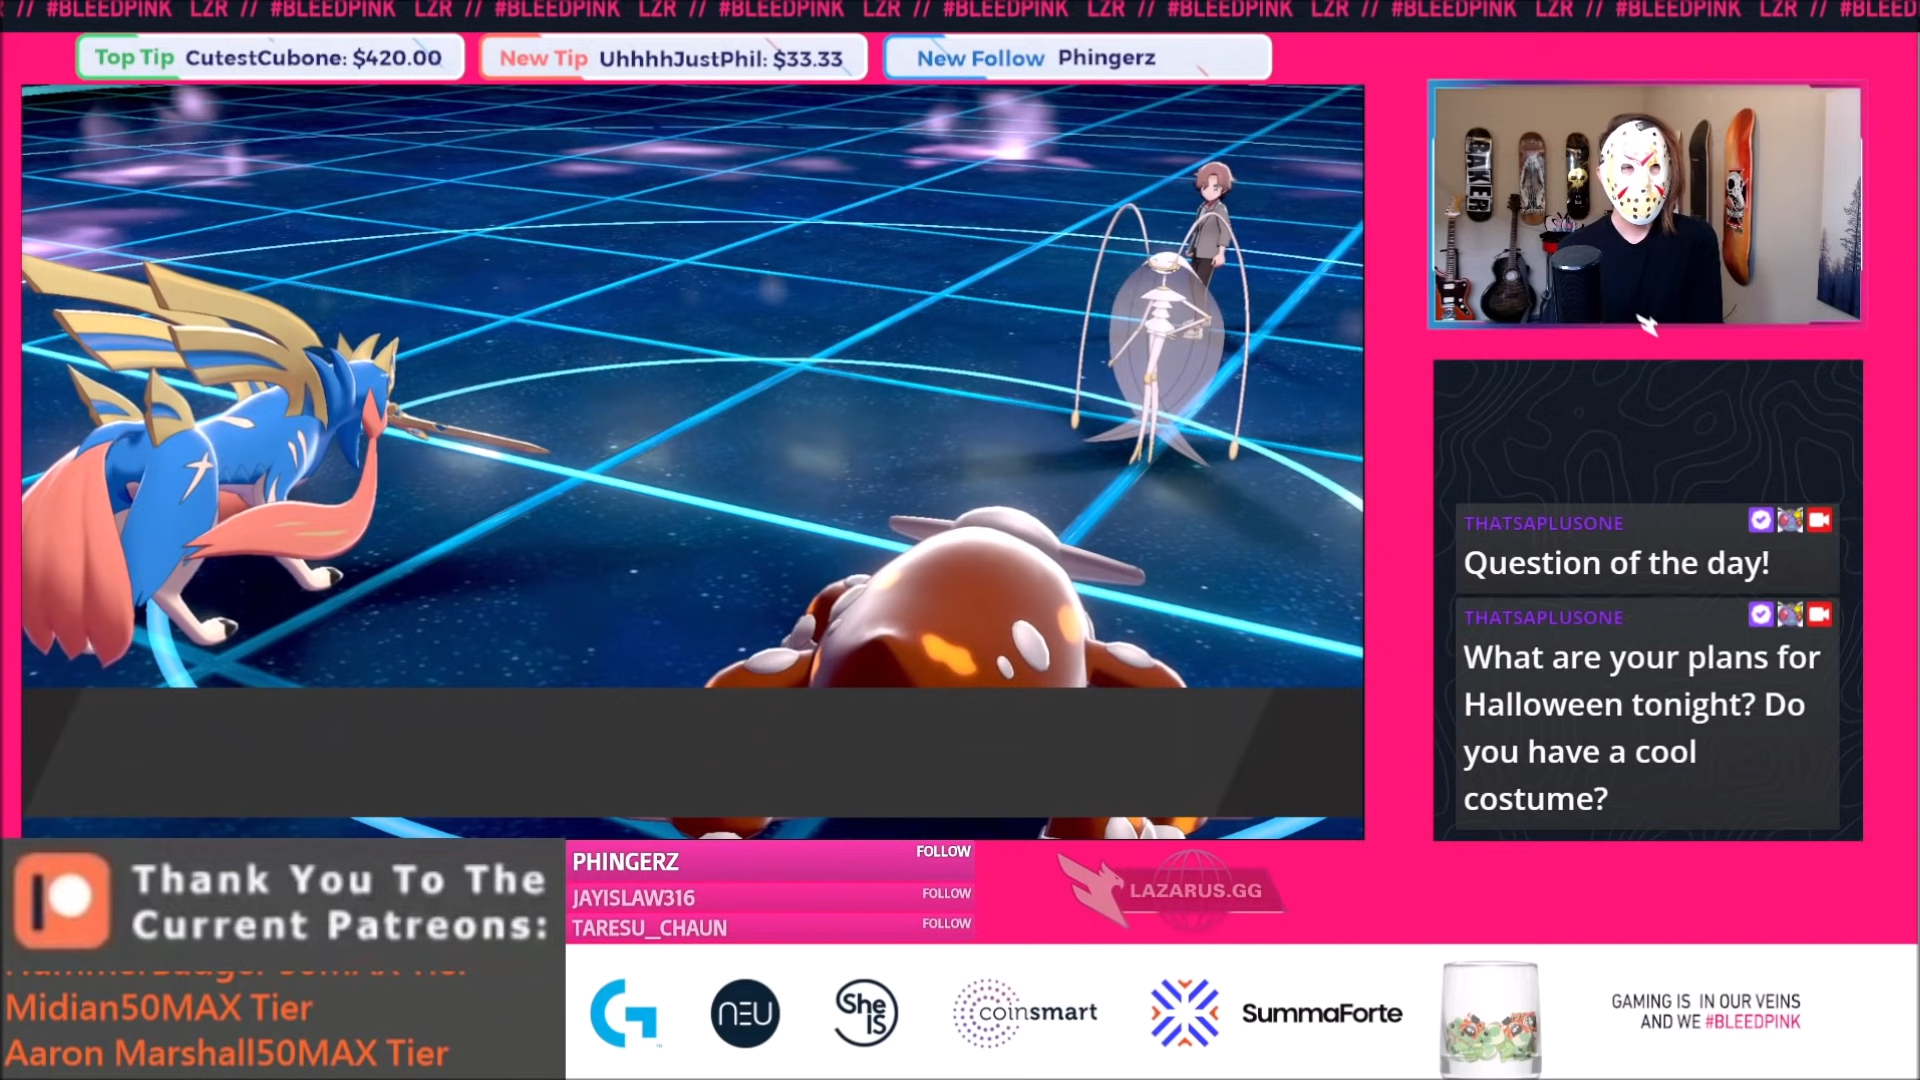 // #BLEEDPINK LZR // #BLEEDPINK LZR // #BLEEDPINK LZR // #BLEEDPINK LZR // #BLEEDPINK LZR // #BLEEDPINK LZR // #BLEEDPINK LZR // #BLEEDPINK LZR // #BLEED
Top Tip CutestCubone: $420.00
New Tip UhhhhJustPhil: $33.33
New Follow Phingerz
BAKER
THATSAPLUSONE
Question of the day!
THATSAPLUSONE
What are your plans for
Halloween tonight? Do
you have a cool
costume?
Thank You To The
Current Patreons:
Midian50MAX Tier
Aaron Marshall50MAX Tier
PHINGERZ FOLLOW
JAYISLAW316 FOLLOW
TARESU_CHAUN FOLLOW
LAZARUS.GG
G
NEU
She
IS
coinsmart
SummaForte
GAMING IS IN OUR VEINS
AND WE #BLEEDPINK